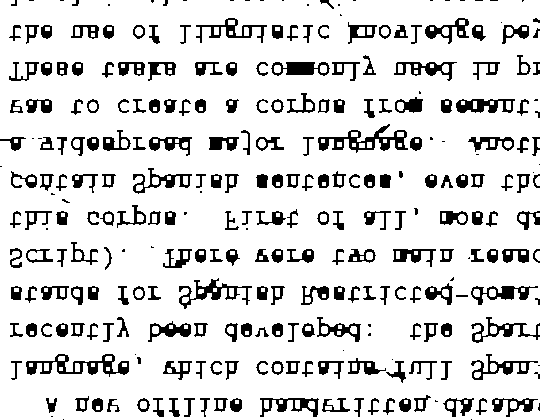 A new offline handwritten databas
language, which contains full Spani
recently been developed: the Spart
stands for Spanish Restricted-domai
Script). There were two main reaso
this corpus. First of all, most da
contain Spanish sentences, even tho
a widespread major language. Anoth
was to create a corpus from semanti
These tasks are commonly used in pr
the use of linguistic knowledge bey